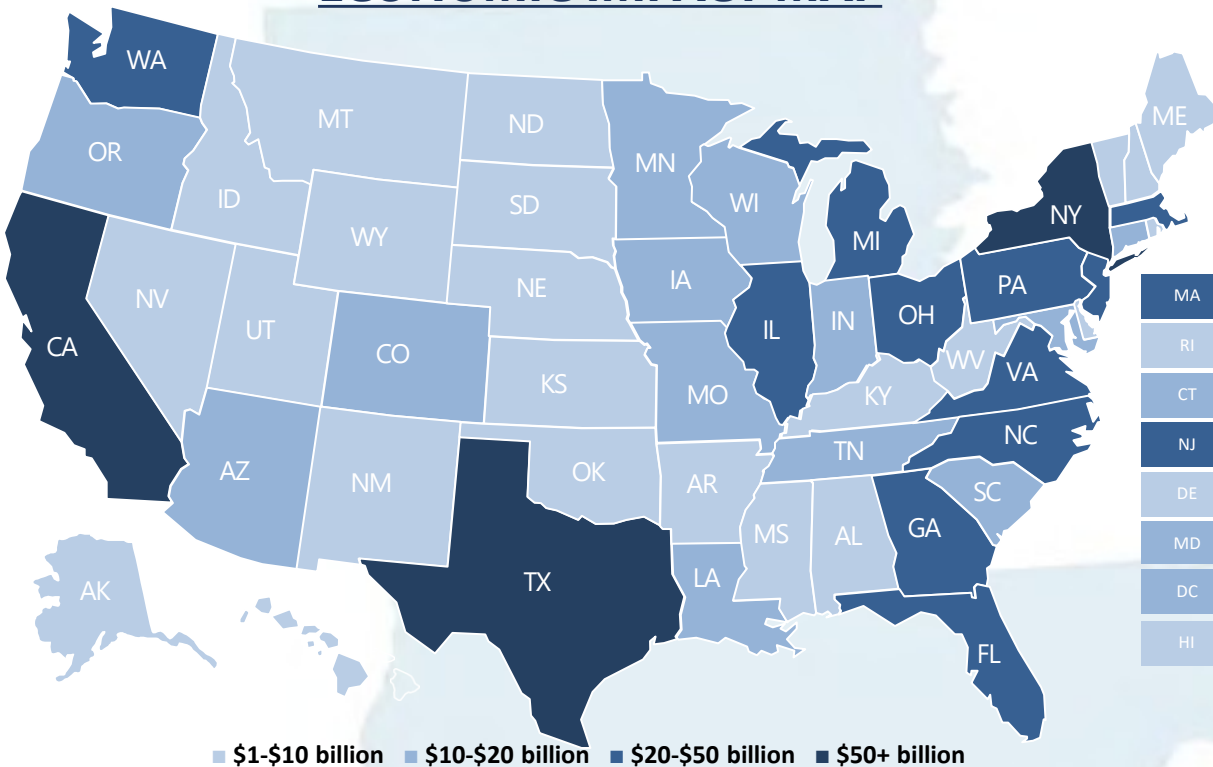 ECONOMIC IMPACT MAP
WA
MT
ND
ME
OR
MN
ID
SD
WI
NY
WY
MI
NE
IA
PA
MA
NV
IL
IN
OH
UT
CO
RI
CA
WV
VA
KS
MO
KY
CT
NC
TN
NJ
AZ
OK
NM
AR
SC
DE
MS
AL
GA
MD
AK
TX
LA
DC
FL
HI
$1-$10 billion $10-$20 billion $20-$50 billion $50+ billion